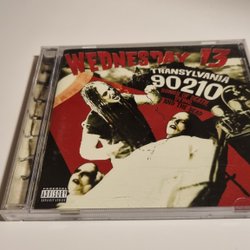 WEDNESDAY 13
TRANSYLVANIA
90210
PARENTAL
ADVISORY
EXPLICIT CONTENT